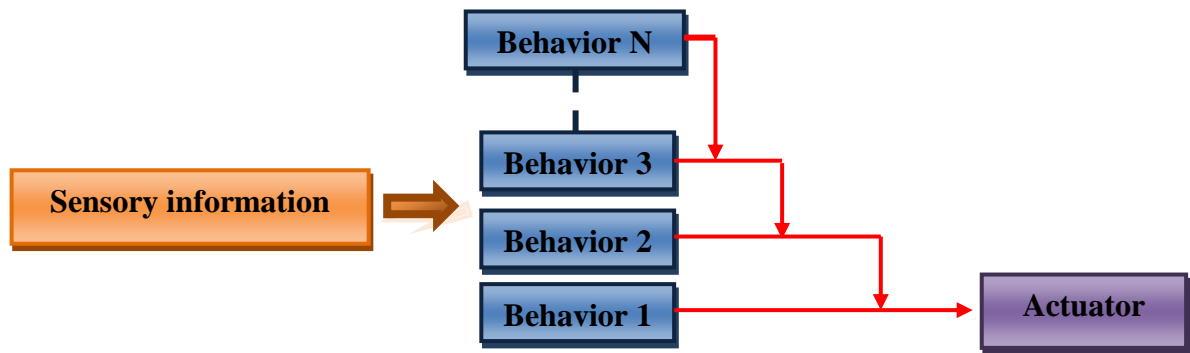 Behavior N
Behavior 3
Sensory information
Behavior 2
Behavior 1
Actuator